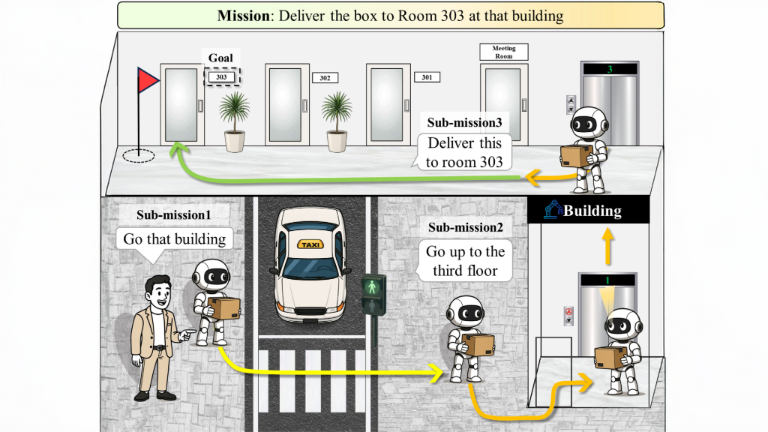 Mission: Deliver the box to Room 303 at that building
Goal
303
302
301
Meeting
Room
3
Sub-mission3
Deliver this
to room 303
Sub-mission1
Go that building
TAXI
Sub-mission2
Go up to the
third floor
Building
1